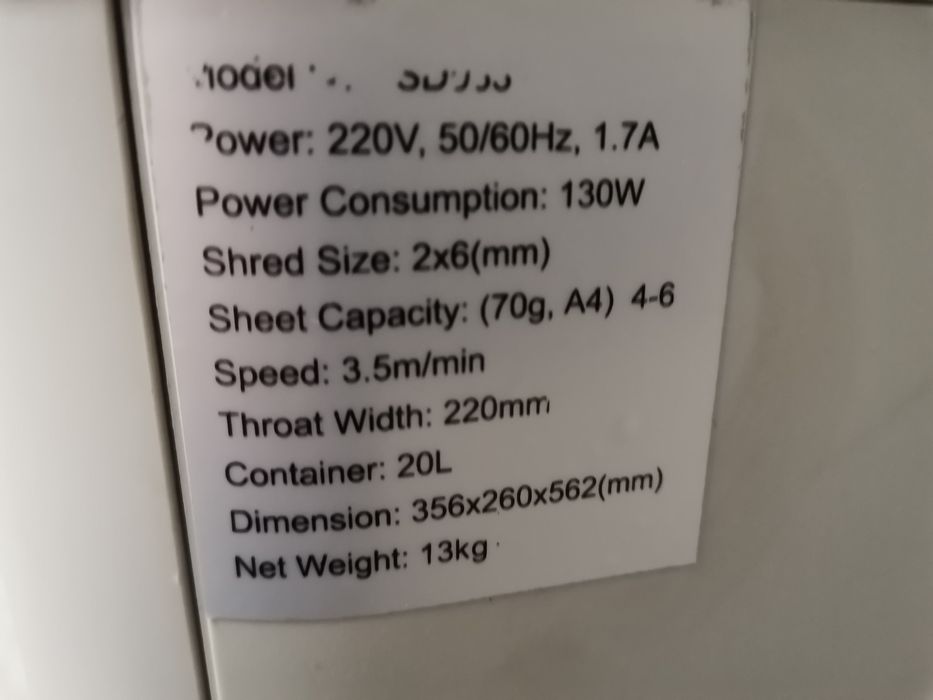 Model
Power: 220V, 50/60Hz, 1.7A
Power Consumption: 130W
Shred Size: 2x6(mm)
Sheet Capacity: (70g, A4) 4-6
Speed: 3.5m/min
Throat Width: 220mm
Container: 20L
Dimension: 356x260x562(mm)
Net Weight: 13kg